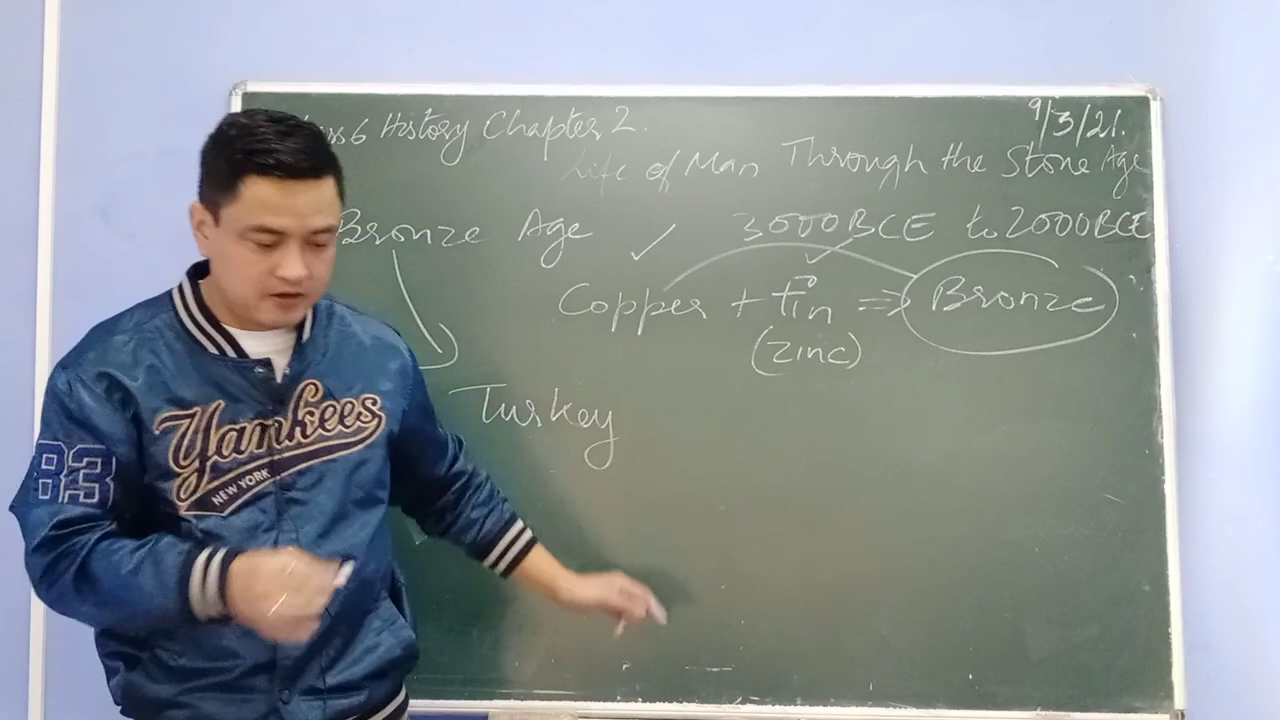 6 History Chapter 2.
9/3/21.
Life of Man Through the Stone Age
Bronze Age 3000BCE to 2000BCE
Copper + Tin => Bronze
(Zinc)
Turkey
Yankees
NEW YORK
83